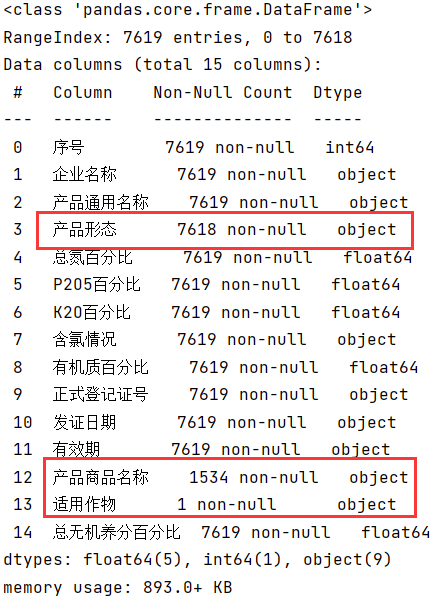 <class 'pandas.core.frame.DataFrame'>
RangeIndex: 7619 entries, 0 to 7618
Data columns (total 15 columns):
 #   Column     Non-Null Count  Dtype
---  ------     --------------  -----
 0   序号         7619 non-null   int64
 1   企业名称       7619 non-null   object
 2   产品通用名称     7619 non-null   object
 3   产品形态       7618 non-null   object
 4   总氮百分比      7619 non-null   float64
 5   P205百分比    7619 non-null   float64
 6   K20百分比     7619 non-null   float64
 7   含氯情况       7619 non-null   object
 8   有机质百分比     7619 non-null   float64
 9   正式登记证号     7619 non-null   object
 10  发证日期       7619 non-null   object
 11  有效期        7619 non-null   object
 12  产品商品名称     1534 non-null   object
 13  适用作物       1 non-null      object
 14  总无机养分百分比  7619 non-null   float64
dtypes: float64(5), int64(1), object(9)
memory usage: 893.0+ KB